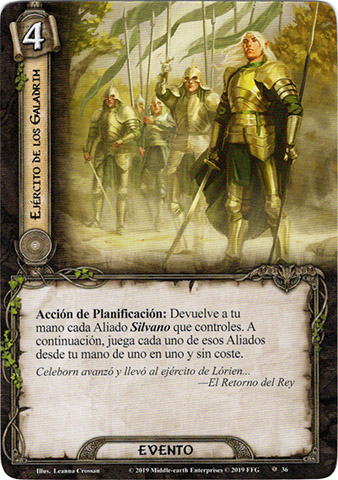 4
Ejército de los Galadrim
Acción de Planificación: Devuelve a tu
mano cada Aliado Silvano que controles. A
continuación, juega cada uno de esos Aliados
desde tu mano de uno en uno y sin coste.
Celeborn avanzó y llevó al ejército de Lórien...
—El Retorno del Rey
EVENTO
Illus. Leanna Crossan © 2019 Middle-earth Enterprises © 2019 FFG 36